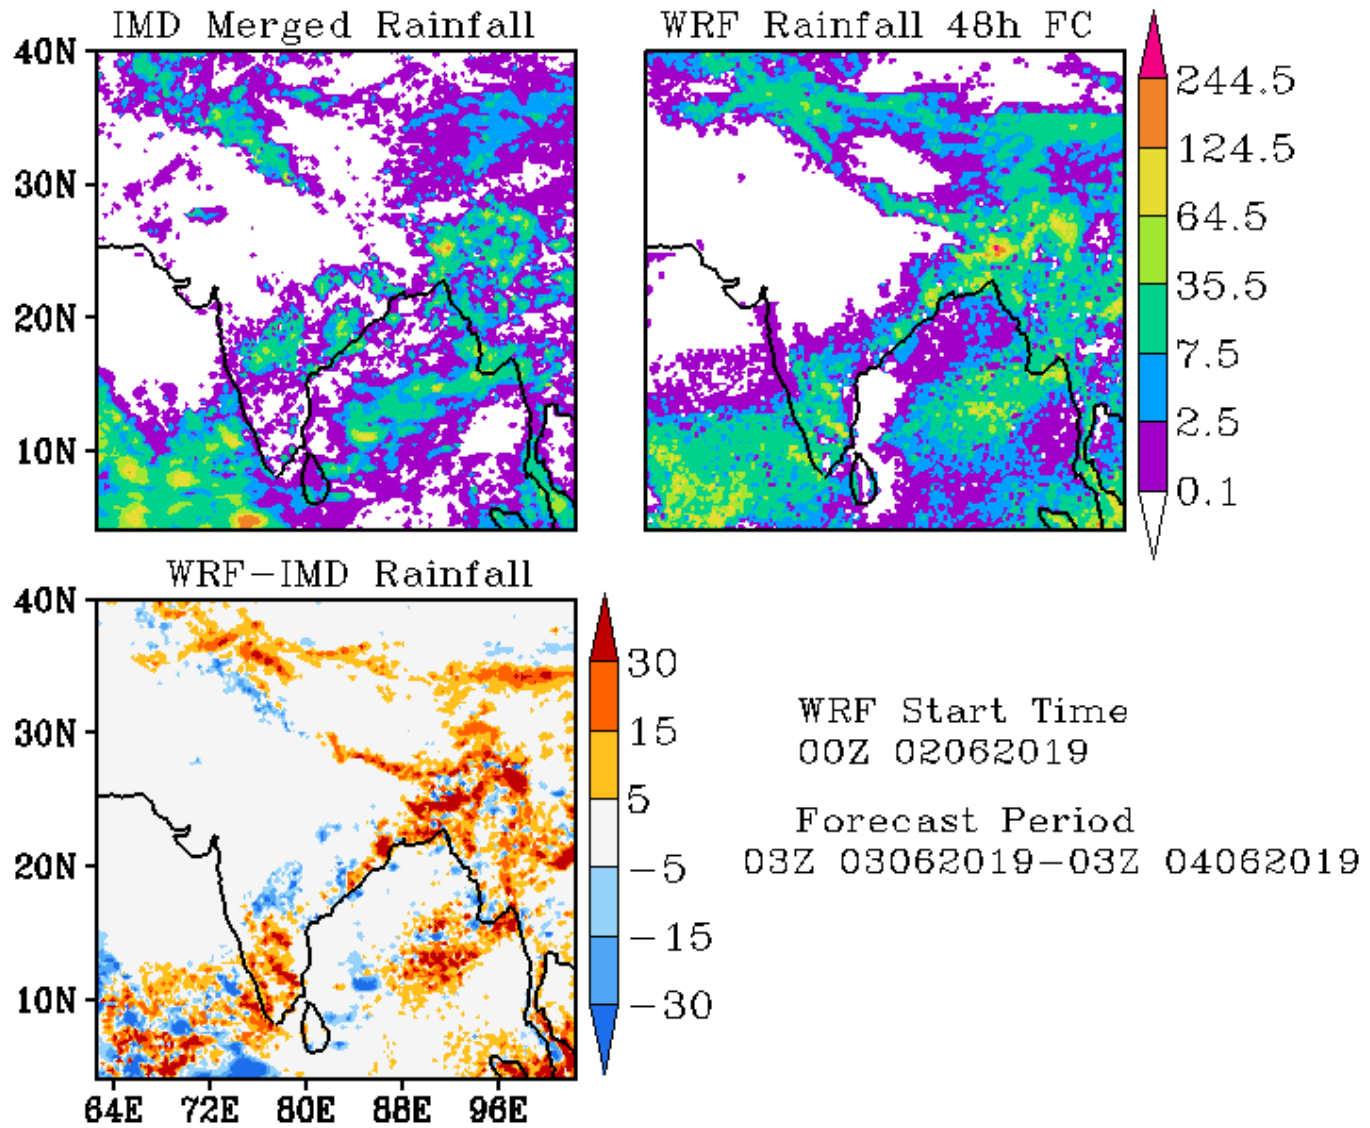 IMD Merged Rainfall
WRF Rainfall 48h FC
40N
30N
20N
10N
244.5
124.5
64.5
35.5
7.5
2.5
0.1
WRF-IMD Rainfall
40N
30N
20N
10N
64E 72E 80E 88E 96E
30
15
5
-5
-15
-30
WRF Start Time
00Z 02062019
Forecast Period
03Z 03062019-03Z 04062019